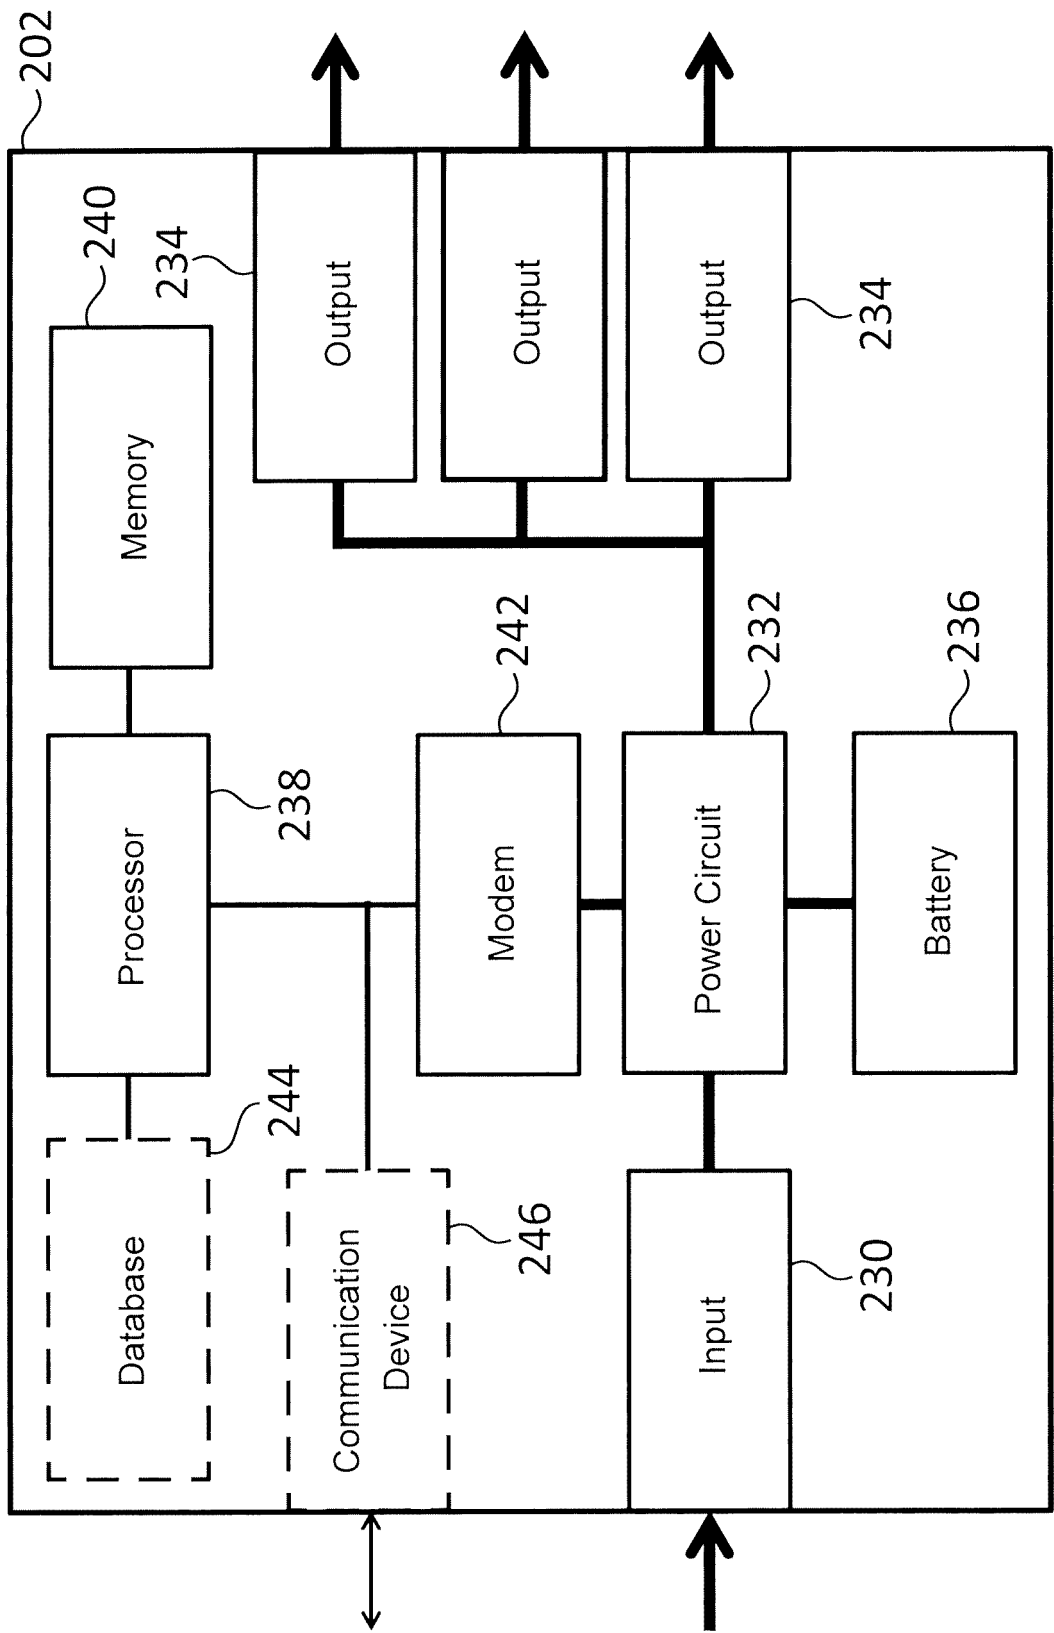 202
Database
244
Processor
238
Memory
240
Communication
Device
246
Modem
242
Output
234
Output
Output
234
Input
230
Power Circuit
232
Battery
236